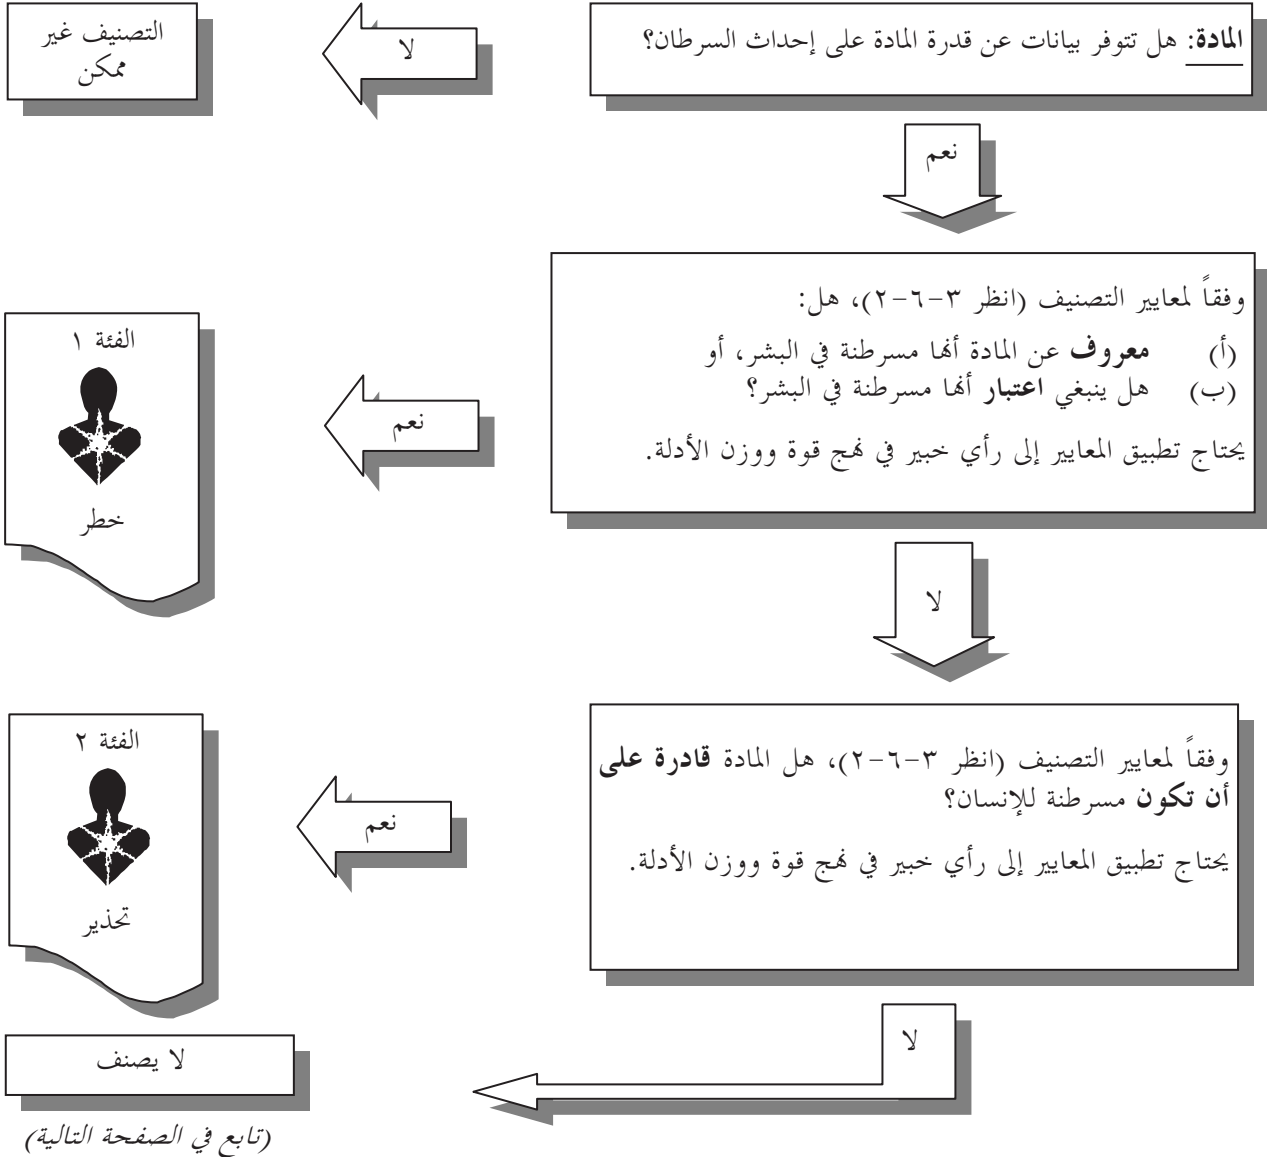 المادة: هل تتوفر بيانات عن قدرة المادة على إحداث السرطان؟
لا
التصنيف غير
ممكن
نعم
وفقاً لمعايير التصنيف (انظر ٣-٦-٢)، هل:
(أ) معروف عن المادة أنها مسرطنة في البشر، أو
(ب) هل ينبغي اعتبار أنها مسرطنة في البشر؟
يحتاج تطبيق المعايير إلى رأي خبير في نهج قوة ووزن الأدلة.
نعم
الفئة ١
خطر
لا
وفقاً لمعايير التصنيف (انظر ٣-٦-٢)، هل المادة قادرة على
أن تكون مسرطنة للإنسان؟
يحتاج تطبيق المعايير إلى رأي خبير في نهج قوة ووزن الأدلة.
نعم
الفئة ٢
تحذير
لا
لا يصنف
(تابع في الصفحة التالية)